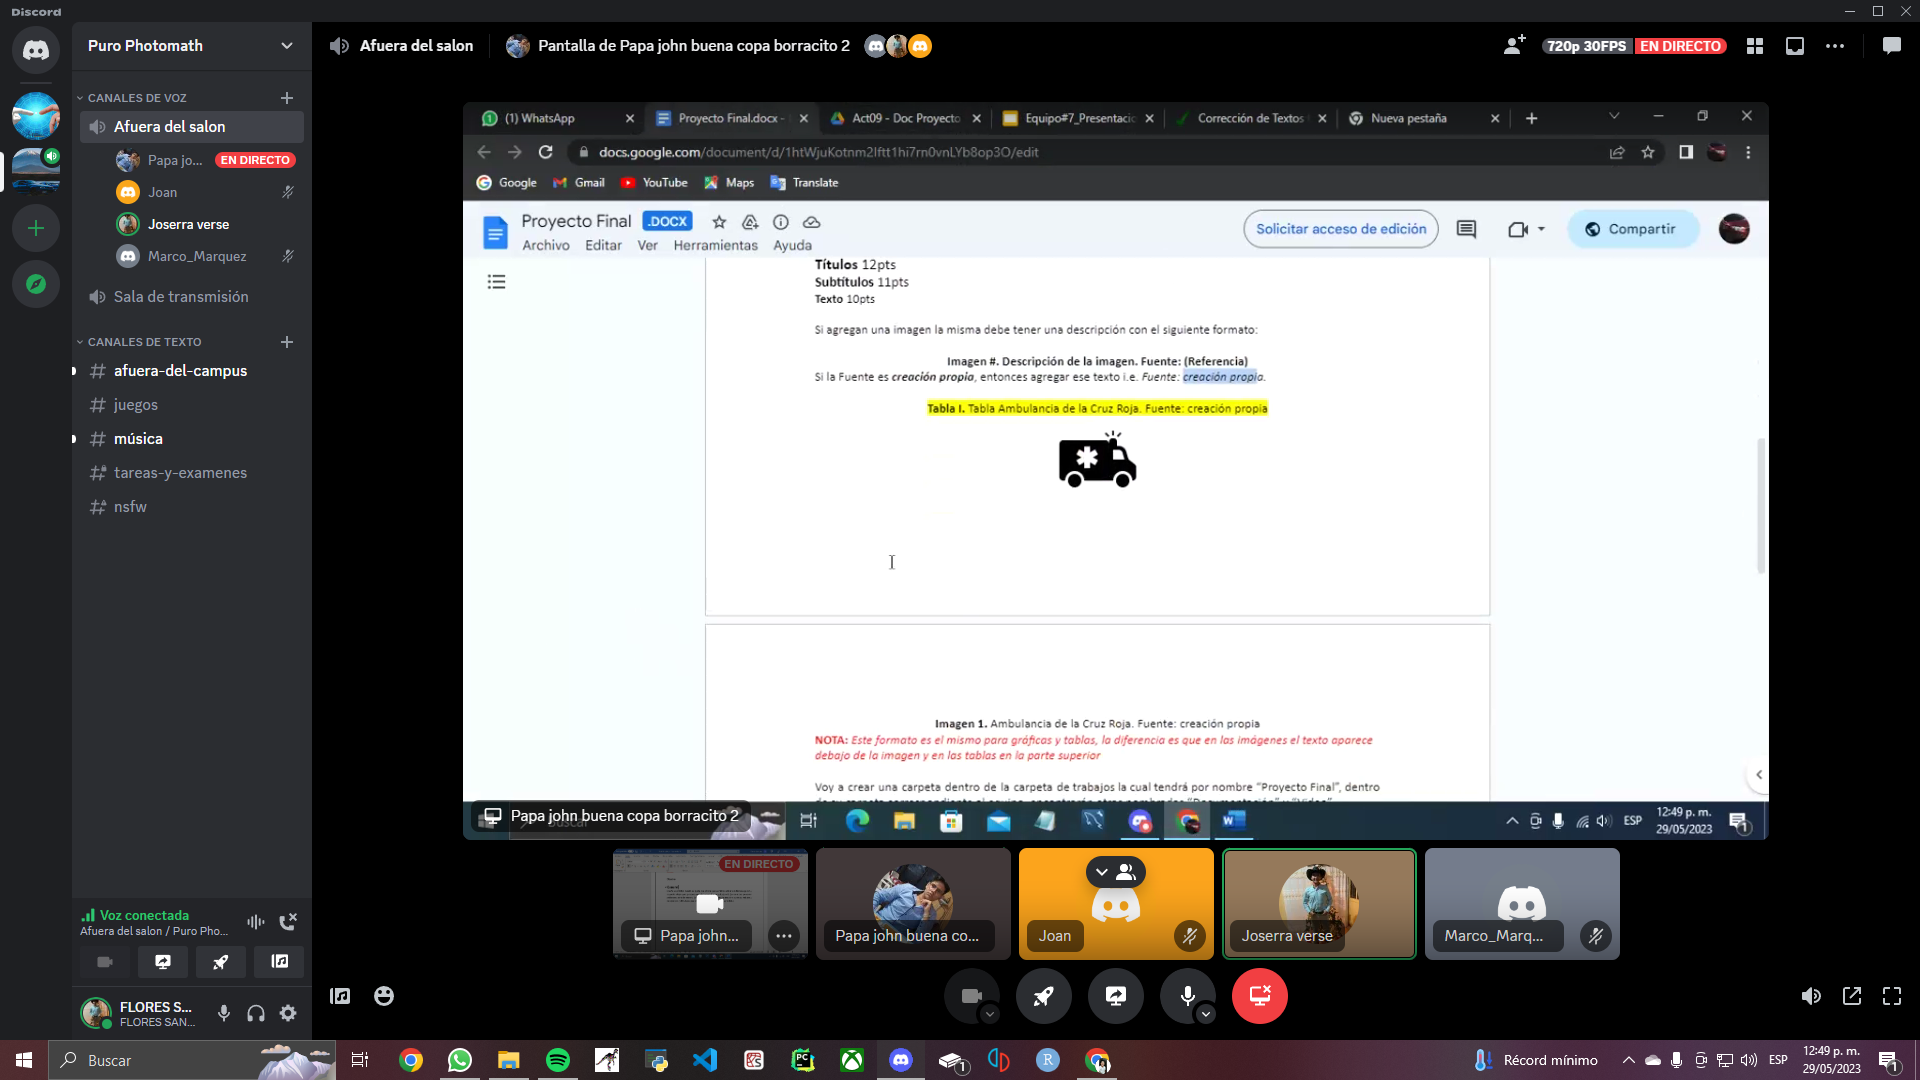 Discord
Puro Photomath
CANALES DE VOZ
Afuera del salon
Papa jo... EN DIRECTO
Joan
Joserra verse
Marco_Marquez
Sala de transmisión
CANALES DE TEXTO
afuera-del-campus
juegos
música
tareas-y-examenes
nsfw
Voz conectada
Afuera del salon / Puro Pho...
FLORES S...
FLORES SAN...
Afuera del salon
Pantalla de Papa john buena copa borracito 2
720p 30FPS EN DIRECTO
(1) WhatsApp
Proyecto Final.docx -
Act09 - Doc Proyecto
Equipo#7_Presentacio
Corrección de Textos
Nueva pestaña
docs.google.com/document/d/1htWjuKotnm2lftt1hi7rn0vnLYb8op3O/edit
Google Gmail YouTube Maps Translate
Proyecto Final .DOCX
Archivo Editar Ver Herramientas Ayuda
Solicitar acceso de edición
Compartir
Títulos 12pts
Subtítulos 11pts
Texto 10pts
Si agregan una imagen la misma debe tener una descripción con el siguiente formato:
Imagen #. Descripción de la imagen. Fuente: (Referencia)
Si la Fuente es creación propia, entonces agregar ese texto i.e. Fuente: creación propia.
Tabla I. Tabla Ambulancia de la Cruz Roja. Fuente: creación propia
Imagen 1. Ambulancia de la Cruz Roja. Fuente: creación propia
NOTA: Este formato es el mismo para gráficas y tablas, la diferencia es que en las imágenes el texto aparece
debajo de la imagen y en las tablas en la parte superior
Voy a crear una carpeta dentro de la carpeta de trabajos la cual tendrá por nombre "Proyecto Final", dentro
Papa john buena copa borracito 2
ESP
12:49 p. m.
29/05/2023
1
EN DIRECTO
Papa john...
Papa john buena co...
Joan
Joserra verse
Marco_Marq...
Buscar
Récord mínimo
ESP
12:49 p. m.
29/05/2023
1